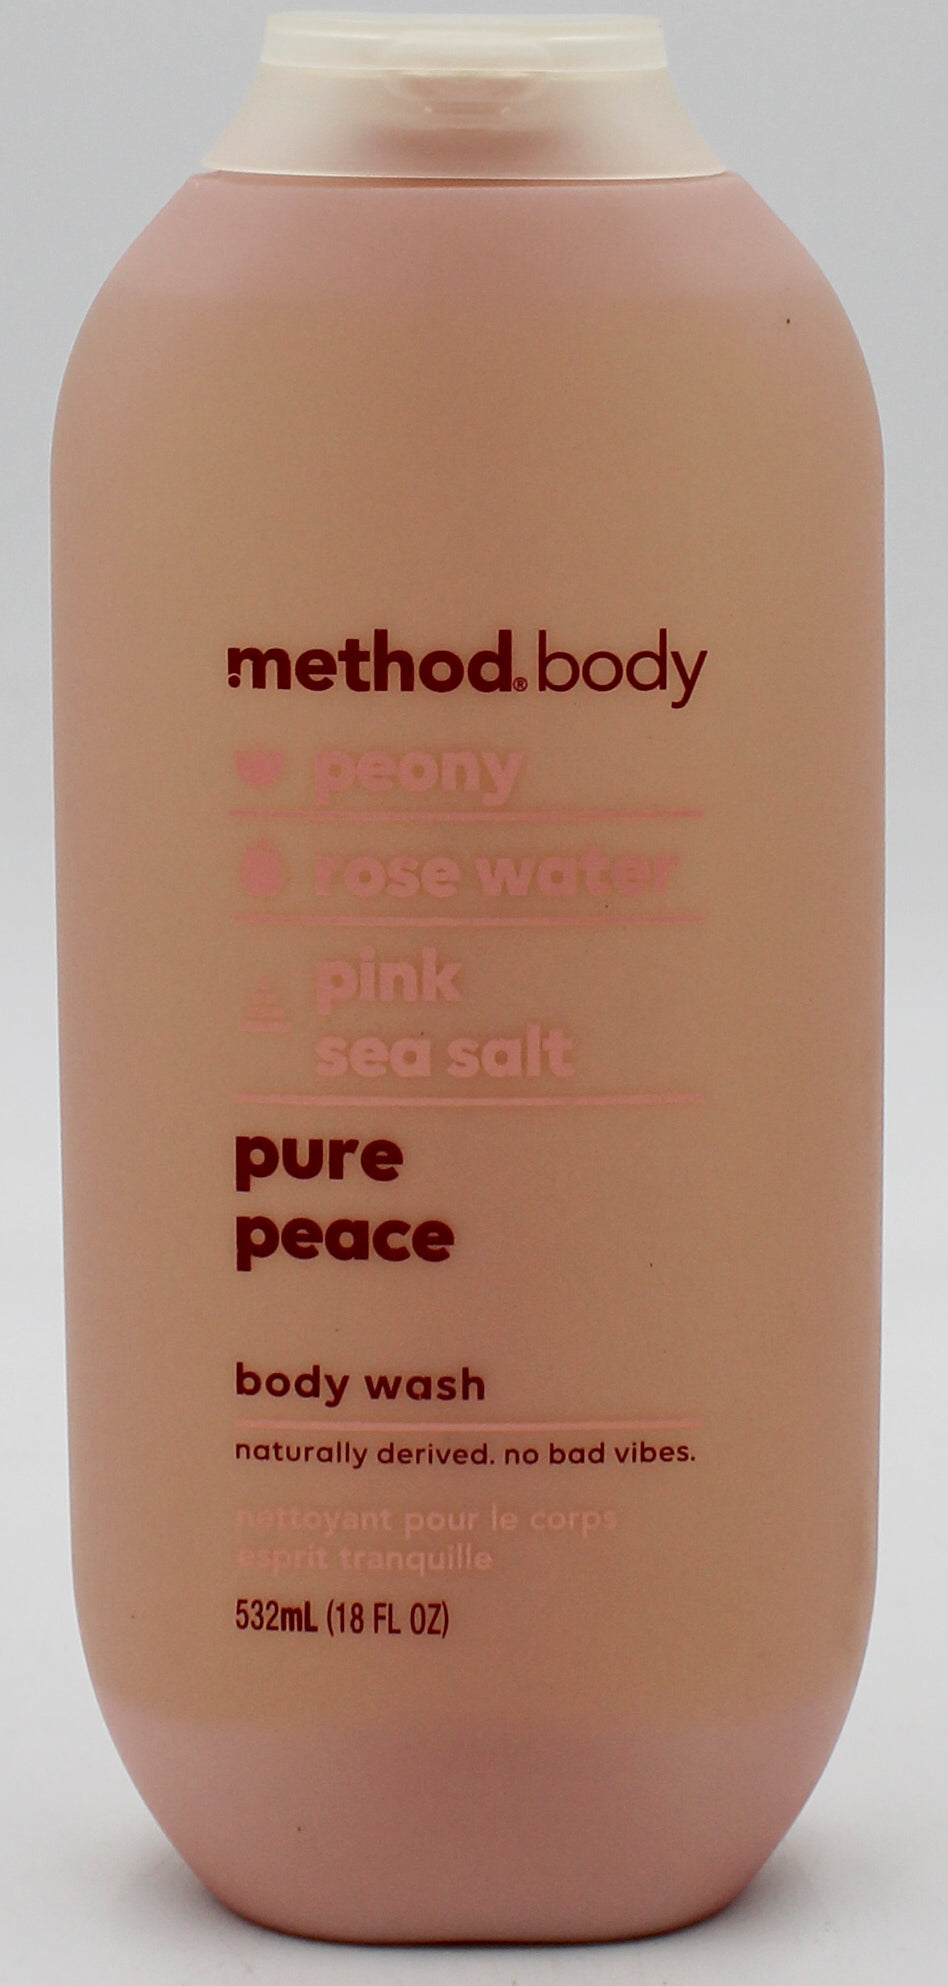 method® body
peony
rose water
pink
sea salt
pure
peace
body wash
naturally derived. no bad vibes.
nettoyant pour le corps
esprit tranquille
532mL (18 FL OZ)